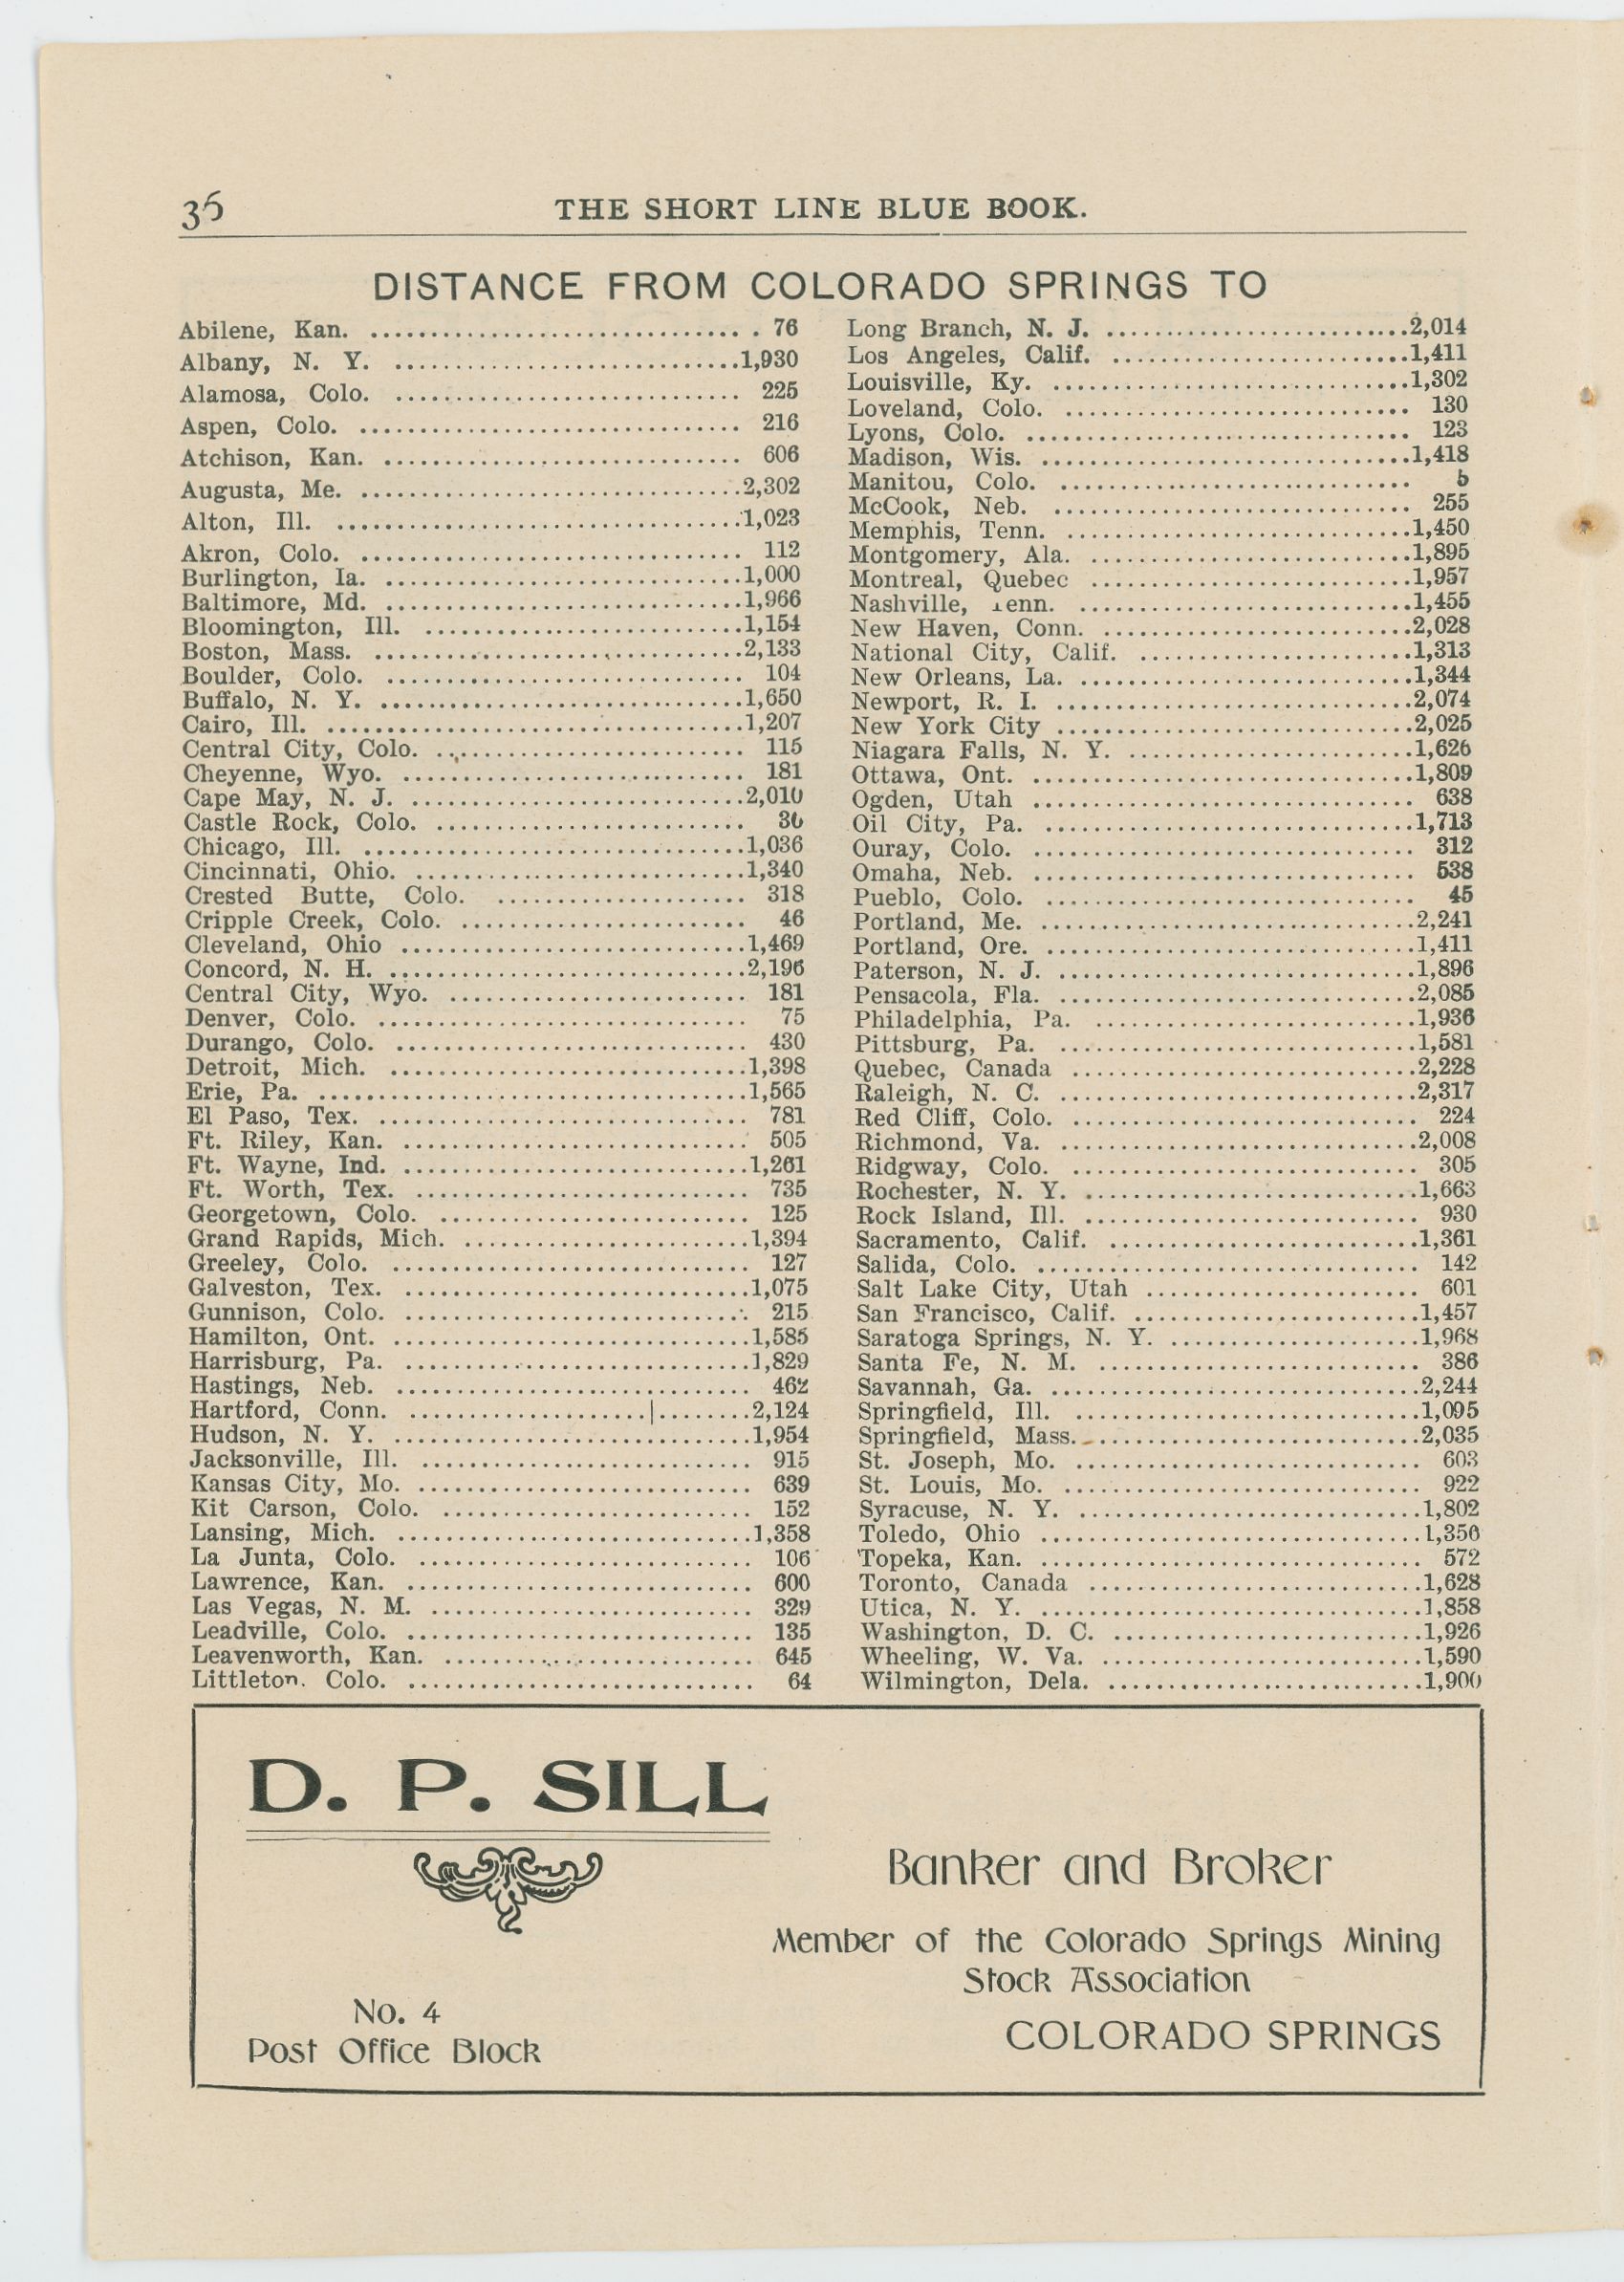 36 THE SHORT LINE BLUE BOOK.
DISTANCE FROM COLORADO SPRINGS TO
Abilene, Kan. .......... 76
Albany, N. Y. ..........1,930
Alamosa, Colo. .......... 225
Aspen, Colo. .......... 216
Atchison, Kan. .......... 606
Augusta, Me. ..........2,302
Alton, Ill. ..........1,023
Akron, Colo. .......... 112
Burlington, Ia. ..........1,000
Baltimore, Md. ..........1,966
Bloomington, Ill. ..........1,154
Boston, Mass. ..........2,133
Boulder, Colo. .......... 104
Buffalo, N. Y. ..........1,650
Cairo, Ill. ..........1,207
Central City, Colo. .......... 115
Cheyenne, Wyo. .......... 181
Cape May, N. J. ..........2,010
Castle Rock, Colo. ..........
Chicago, Ill. ..........1,036
Cincinnati, Ohio. ..........1,340
Crested Butte, Colo. .......... 318
Cripple Creek, Colo. .......... 46
Cleveland, Ohio ..........1,469
Concord, N. H. ..........2,196
Central City, Wyo. .......... 181
Denver, Colo. .......... 75
Durango, Colo. .......... 430
Detroit, Mich. ..........1,398
Erie, Pa. ..........1,565
El Paso, Tex. .......... 781
Ft. Riley, Kan. .......... 505
Ft. Wayne, Ind. ..........1,261
Ft. Worth, Tex. .......... 735
Georgetown, Colo. .......... 125
Grand Rapids, Mich. ..........1,394
Greeley, Colo. .......... 127
Galveston, Tex. ..........1,075
Gunnison, Colo. .......... 215
Hamilton, Ont. ..........1,585
Harrisburg, Pa. ..........1,829
Hastings, Neb. .......... 462
Hartford, Conn. ..........2,124
Hudson, N. Y. ..........1,954
Jacksonville, Ill. .......... 915
Kansas City, Mo. .......... 639
Kit Carson, Colo. .......... 152
Lansing, Mich. ..........1,358
La Junta, Colo. .......... 106
Lawrence, Kan. .......... 600
Las Vegas, N. M. .......... 329
Leadville, Colo. .......... 135
Leavenworth, Kan. .......... 645
Littleton. Colo. .......... 64
Long Branch, N. J. ..........2,014
Los Angeles, Calif. ..........1,411
Louisville, Ky. ..........1,302
Loveland, Colo. .......... 130
Lyons, Colo. .......... 123
Madison, Wis. ..........1,418
Manitou, Colo. ..........
McCook, Neb. .......... 255
Memphis, Tenn. ..........1,450
Montgomery, Ala. ..........1,895
Montreal, Quebec ..........1,957
Nashville, Tenn. ..........1,455
New Haven, Conn. ..........2,028
National City, Calif. ..........1,313
New Orleans, La. ..........1,344
Newport, R. I. ..........2,074
New York City ..........2,025
Niagara Falls, N. Y. ..........1,626
Ottawa, Ont. ..........1,809
Ogden, Utah .......... 638
Oil City, Pa. ..........1,713
Ouray, Colo. .......... 312
Omaha, Neb. .......... 538
Pueblo, Colo. .......... 45
Portland, Me. ..........2,241
Portland, Ore. ..........1,411
Paterson, N. J. ..........1,896
Pensacola, Fla. ..........2,085
Philadelphia, Pa. ..........1,936
Pittsburg, Pa. ..........1,581
Quebec, Canada ..........2,228
Raleigh, N. C. ..........2,317
Red Cliff, Colo. .......... 224
Richmond, Va. ..........2,008
Ridgway, Colo. .......... 305
Rochester, N. Y. ..........1,663
Rock Island, Ill. .......... 930
Sacramento, Calif. ..........1,361
Salida, Colo. .......... 142
Salt Lake City, Utah .......... 601
San Francisco, Calif. ..........1,457
Saratoga Springs, N. Y. ..........1,968
Santa Fe, N. M. .......... 386
Savannah, Ga. ..........2,244
Springfield, Ill. ..........1,095
Springfield, Mass. ..........2,035
St. Joseph, Mo. .......... 603
St. Louis, Mo. .......... 922
Syracuse, N. Y. ..........1,802
Toledo, Ohio ..........1,356
Topeka, Kan. .......... 572
Toronto, Canada ..........1,628
Utica, N. Y. ..........1,858
Washington, D. C. ..........1,926
Wheeling, W. Va. ..........1,590
Wilmington, Dela. ..........1,900
D. P. SILL
Banker and Broker
Member of the Colorado Springs Mining
Stock Association
No. 4
Post Office Block
COLORADO SPRINGS